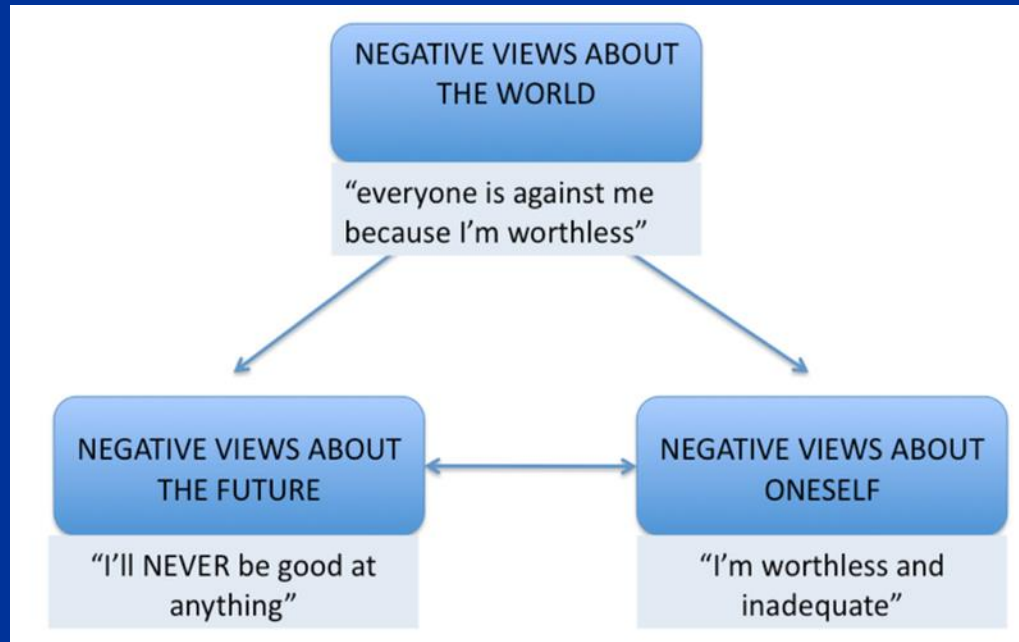 NEGATIVE VIEWS ABOUT
THE WORLD
“everyone is against me
because I’m worthless”
NEGATIVE VIEWS ABOUT
THE FUTURE
“I’ll NEVER be good at
anything”
NEGATIVE VIEWS ABOUT
ONESELF
“I’m worthless and
inadequate”